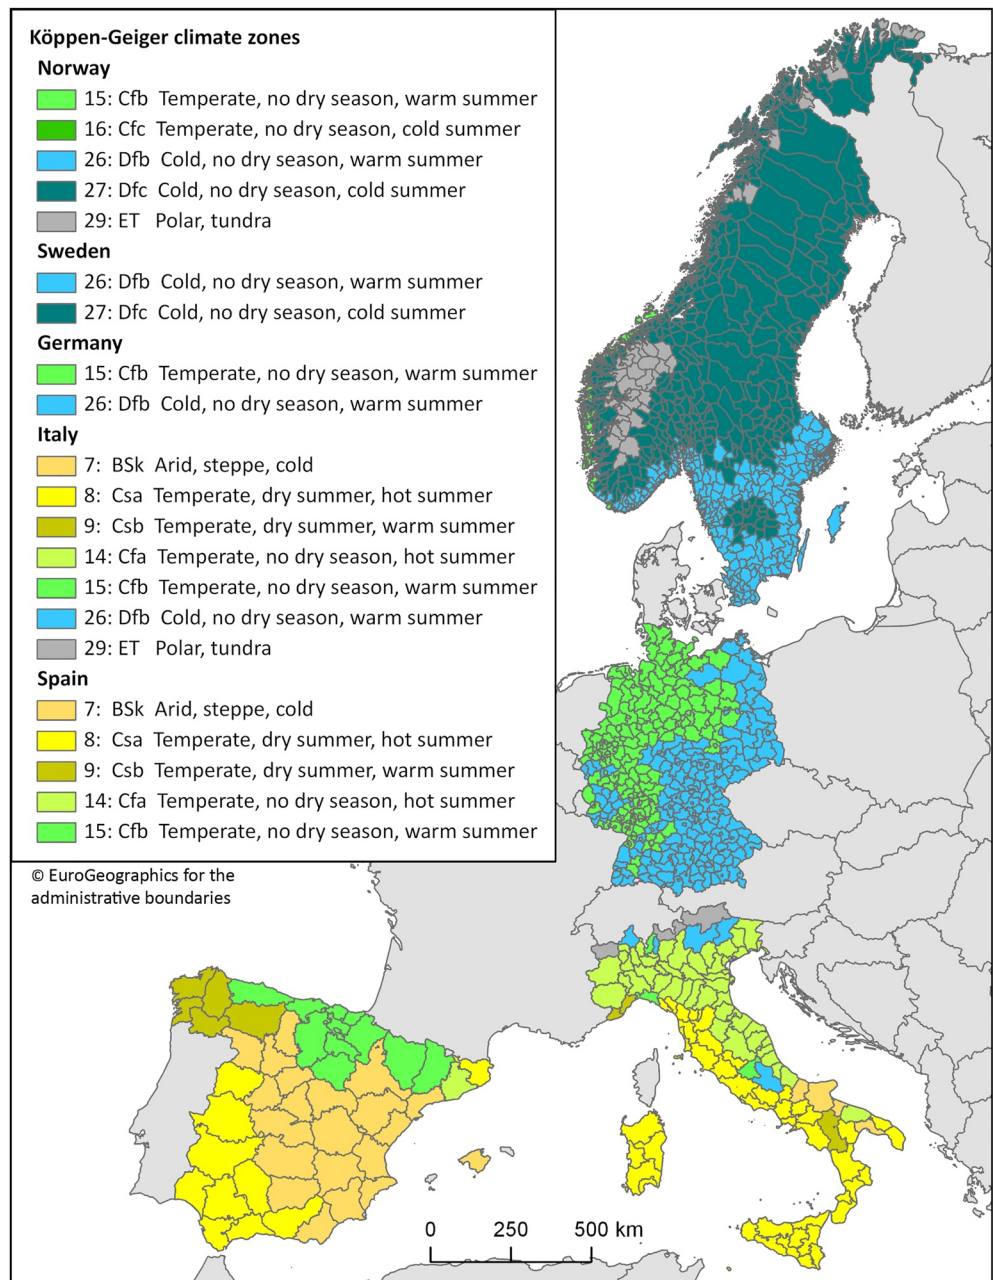 Köppen-Geiger climate zones
Norway
15: Cfb Temperate, no dry season, warm summer
16: Cfc Temperate, no dry season, cold summer
26: Dfb Cold, no dry season, warm summer
27: Dfc Cold, no dry season, cold summer
29: ET Polar, tundra
Sweden
26: Dfb Cold, no dry season, warm summer
27: Dfc Cold, no dry season, cold summer
Germany
15: Cfb Temperate, no dry season, warm summer
26: Dfb Cold, no dry season, warm summer
Italy
7: BSk Arid, steppe, cold
8: Csa Temperate, dry summer, hot summer
9: Csb Temperate, dry summer, warm summer
14: Cfa Temperate, no dry season, hot summer
15: Cfb Temperate, no dry season, warm summer
26: Dfb Cold, no dry season, warm summer
29: ET Polar, tundra
Spain
7: BSk Arid, steppe, cold
8: Csa Temperate, dry summer, hot summer
9: Csb Temperate, dry summer, warm summer
14: Cfa Temperate, no dry season, hot summer
15: Cfb Temperate, no dry season, warm summer
© EuroGeographics for the
administrative boundaries
0 250 500 km